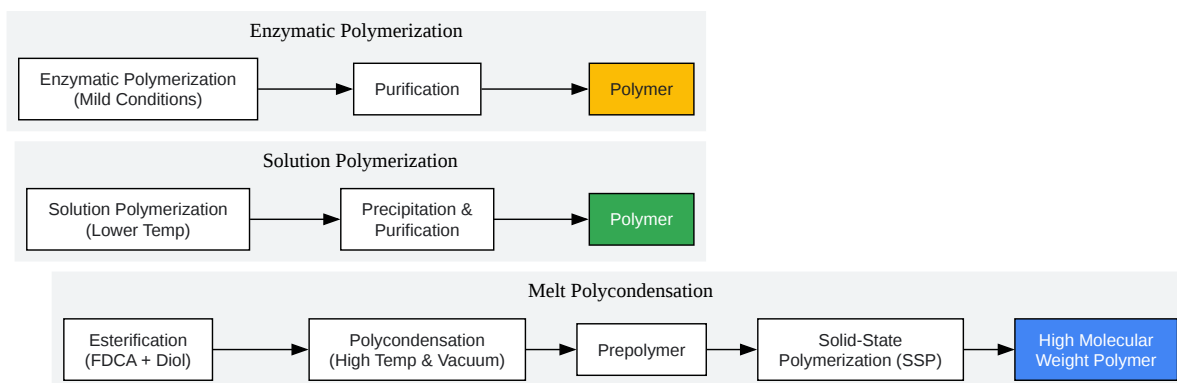 Enzymatic Polymerization
Enzymatic Polymerization
(Mild Conditions)
Purification
Polymer
Solution Polymerization
Solution Polymerization
(Lower Temp)
Precipitation &
Purification
Polymer
Melt Polycondensation
Esterification
(FDCA + Diol)
Polycondensation
(High Temp & Vacuum)
Prepolymer
Solid-State
Polymerization (SSP)
High Molecular
Weight Polymer